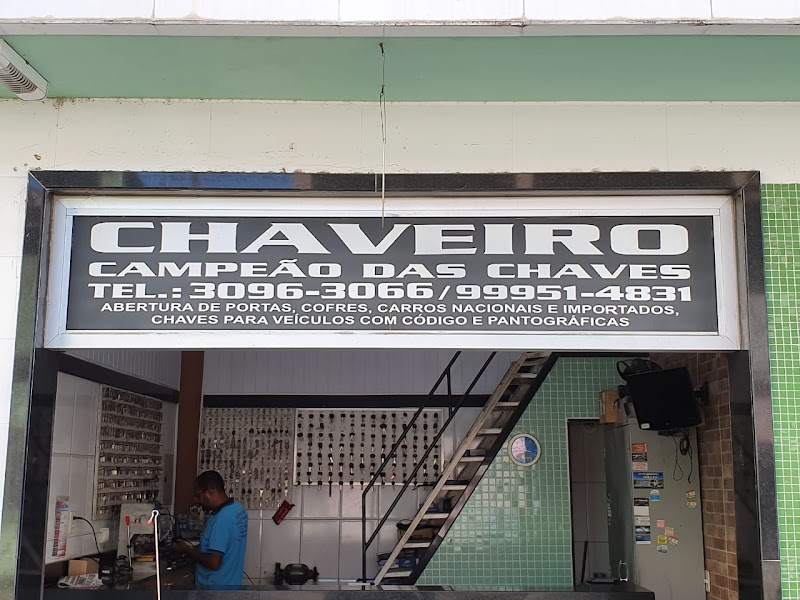 CHAVEIRO
CAMPEÃO DAS CHAVES
TEL.: 3096-3066 / 99951-4831
ABERTURA DE PORTAS, COFRES, CARROS NACIONAIS E IMPORTADOS,
CHAVES PARA VEÍCULOS COM CÓDIGO E PANTOGRÁFICAS